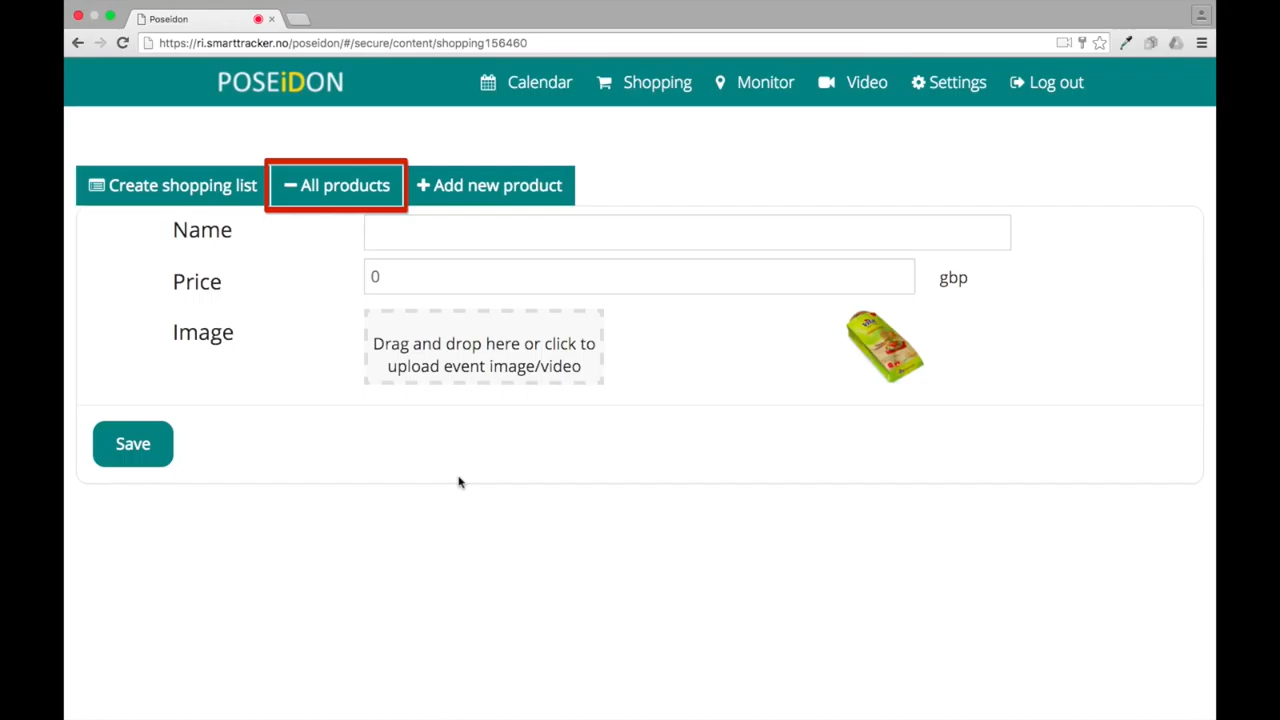 Poseidon
https://ri.smarttracker.no/poseidon/#/secure/content/shopping156460
POSEiDON Calendar Shopping Monitor Video Settings Log out
Create shopping list All products Add new product
Name
Price 0 gbp
Image
Drag and drop here or click to
upload event image/video
Save